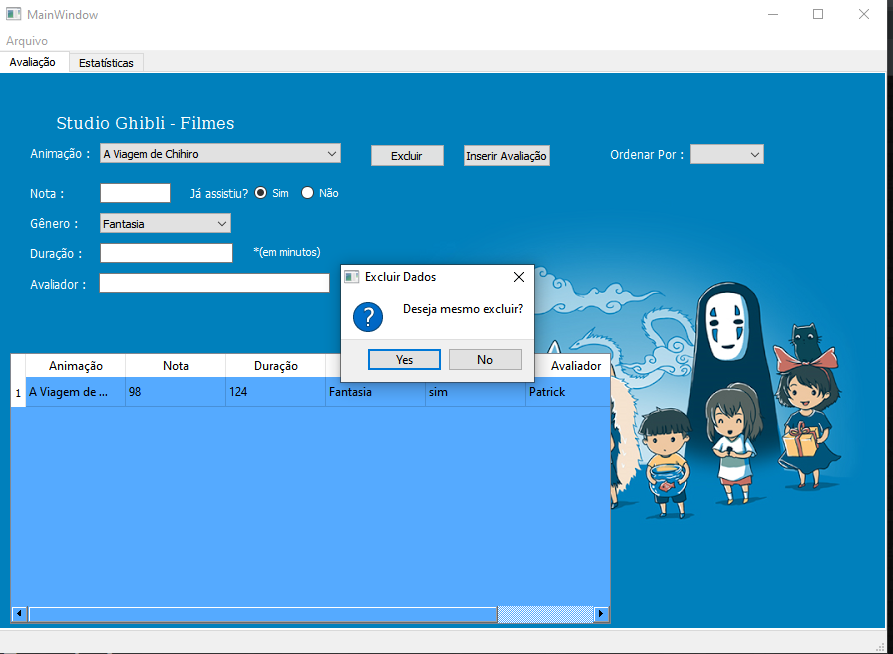 MainWindow
Arquivo
Avaliação Estatísticas
Studio Ghibli - Filmes
Animação : A Viagem de Chihiro Excluir Inserir Avaliação Ordenar Por :
Nota : Já assistiu? Sim Não
Gênero : Fantasia
Duração : *(em minutos)
Avaliador :
Excluir Dados
Deseja mesmo excluir?
Yes No
Animação Nota Duração Avaliador
1 A Viagem de ... 98 124 Fantasia sim Patrick